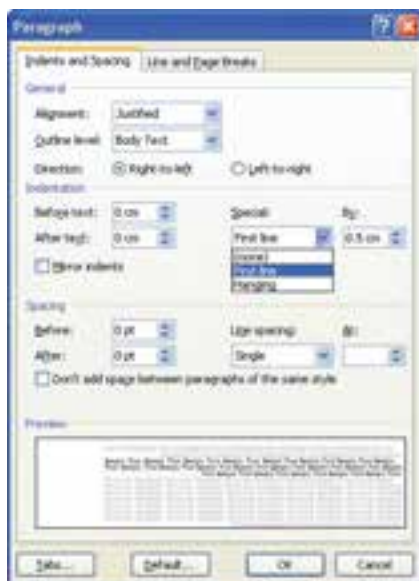 Paragraph
Indents and Spacing Line and Page Breaks
General
Alignment: Justified
Outline level: Body Text
Direction: Right-to-left Left-to-right
Indentation
Before text: 0 cm Special: By:
After text: 0 cm First line 0.5 cm
Mirror indents (none)
First line
Hanging
Spacing
Before: 0 pt Line spacing: At:
After: 0 pt Single
Don't add space between paragraphs of the same style
Preview
Tabs... Default... OK Cancel